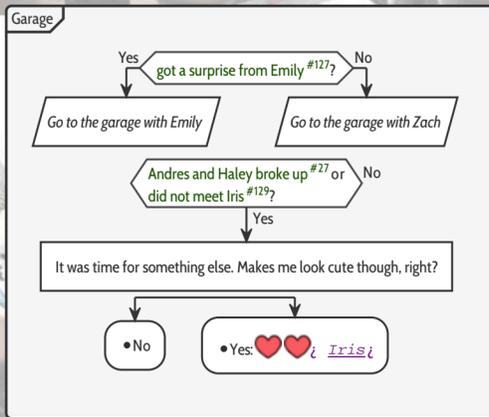 Garage
Yes
got a surprise from Emily #127?
No
Go to the garage with Emily
Go to the garage with Zach
Andres and Haley broke up #27 or
did not meet Iris #129?
No
Yes
It was time for something else. Makes me look cute though, right?
•No
•Yes:❤❤¿ Iris¿